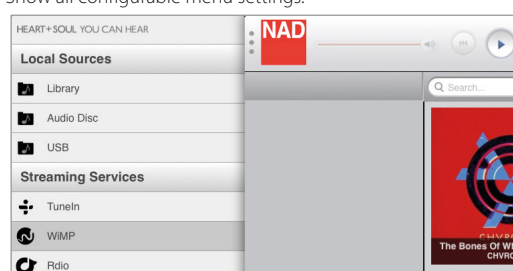 Show all configurable menu settings.
HEART+SOUL YOU CAN HEAR
NAD
Local Sources
Library
Search...
Audio Disc
USB
Streaming Services
TuneIn
WiMP
The Bones Of
CHVRC
Rdio